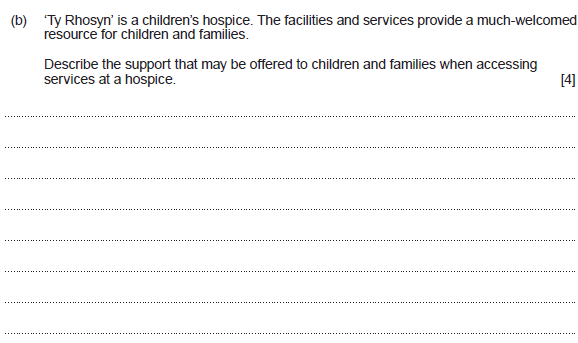 (b) ‘Ty Rhosyn’ is a children’s hospice. The facilities and services provide a much-welcomed
resource for children and families.
Describe the support that may be offered to children and families when accessing
services at a hospice. [4]